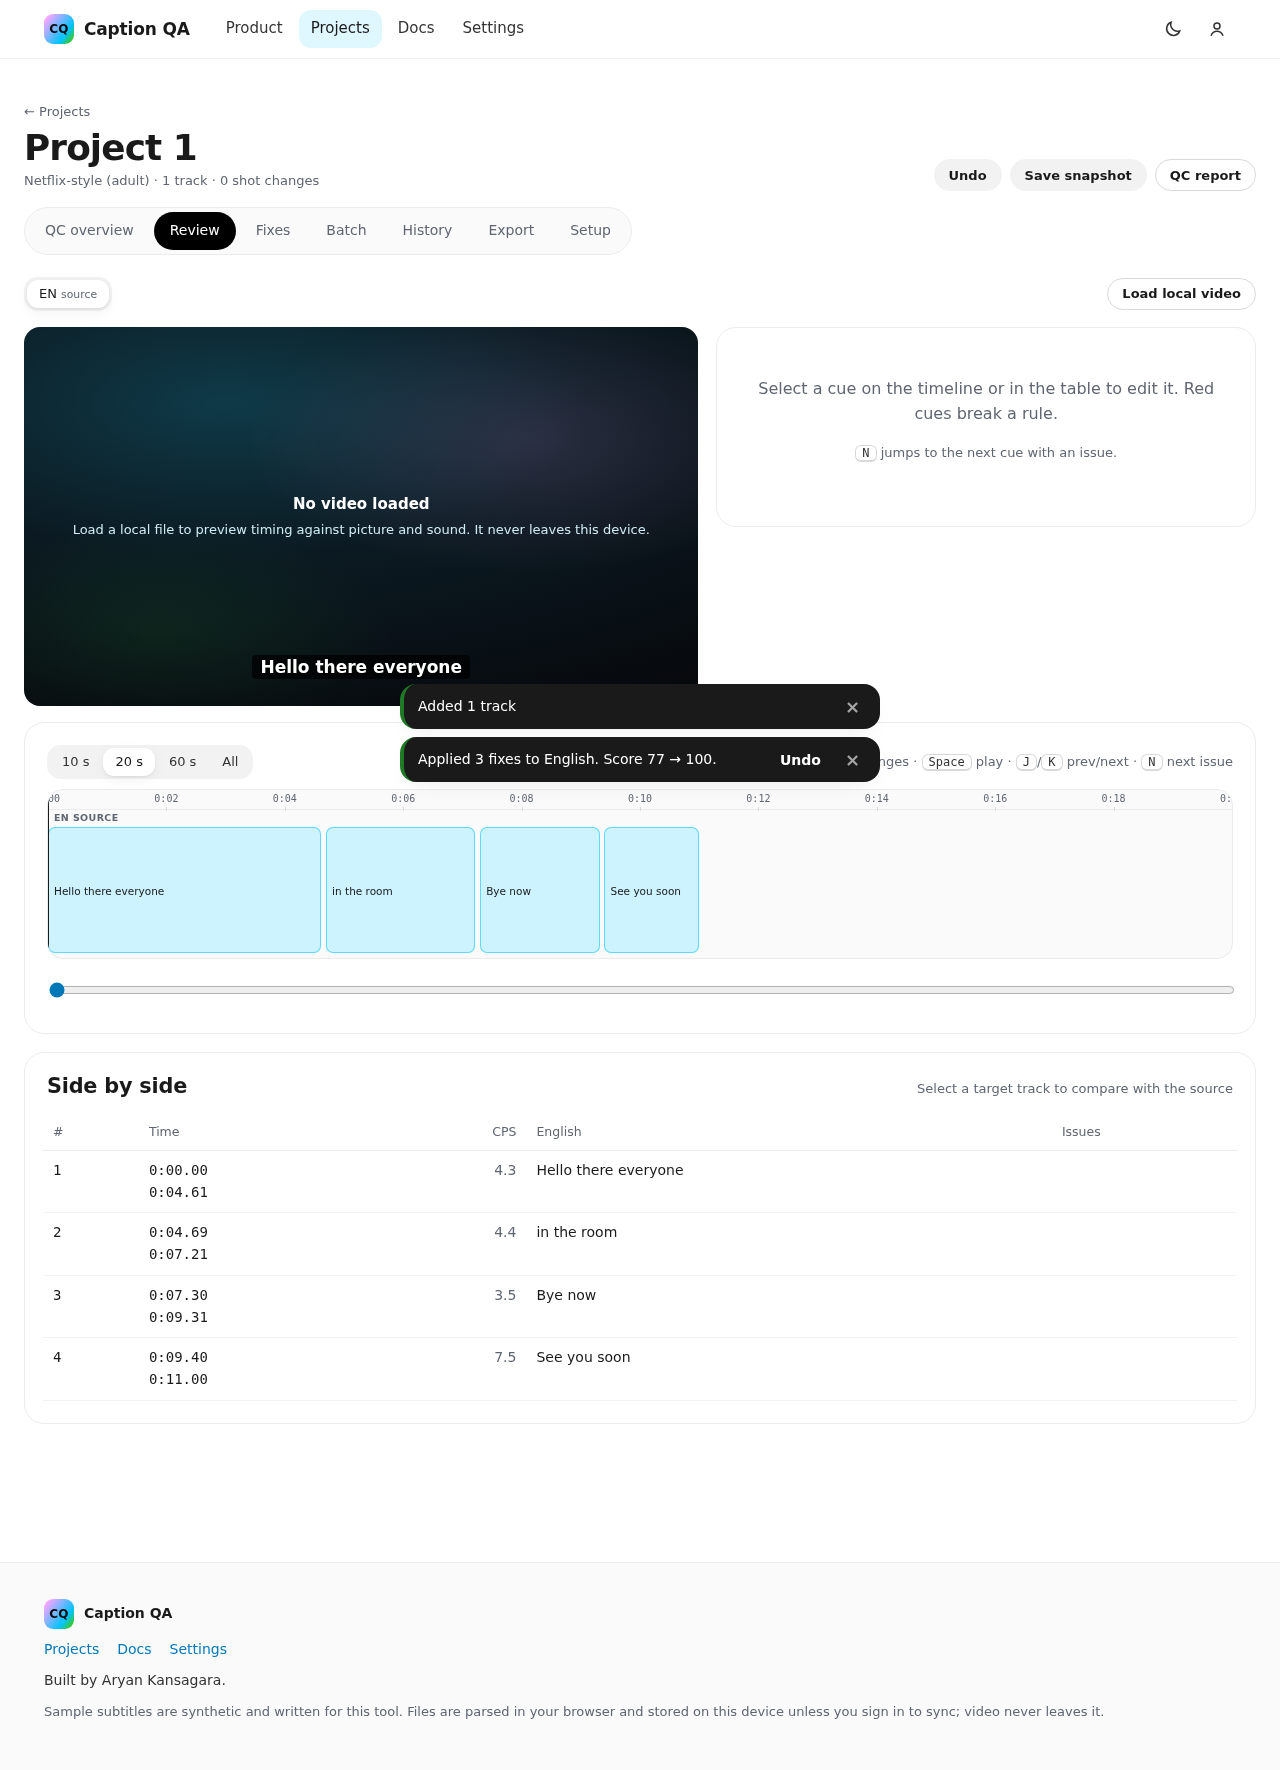 CQ Caption QA Product Projects Docs Settings
← Projects
Project 1
Netflix-style (adult) · 1 track · 0 shot changes
Undo Save snapshot QC report
QC overview Review Fixes Batch History Export Setup
EN source
Load local video
No video loaded
Load a local file to preview timing against picture and sound. It never leaves this device.
Hello there everyone
Select a cue on the timeline or in the table to edit it. Red
cues break a rule.
N jumps to the next cue with an issue.
Added 1 track ×
Applied 3 fixes to English. Score 77 → 100. Undo ×
10 s 20 s 60 s All
· Space play · J/K prev/next · N next issue
0:02 0:04 0:06 0:08 0:10 0:12 0:14 0:16 0:18
EN SOURCE
Hello there everyone in the room Bye now See you soon
Side by side
Select a target track to compare with the source
# Time CPS English Issues
1 0:00.00 4.3 Hello there everyone
0:04.61
2 0:04.69 4.4 in the room
0:07.21
3 0:07.30 3.5 Bye now
0:09.31
4 0:09.40 7.5 See you soon
0:11.00
CQ Caption QA
Projects Docs Settings
Built by Aryan Kansagara.
Sample subtitles are synthetic and written for this tool. Files are parsed in your browser and stored on this device unless you sign in to sync; video never leaves it.